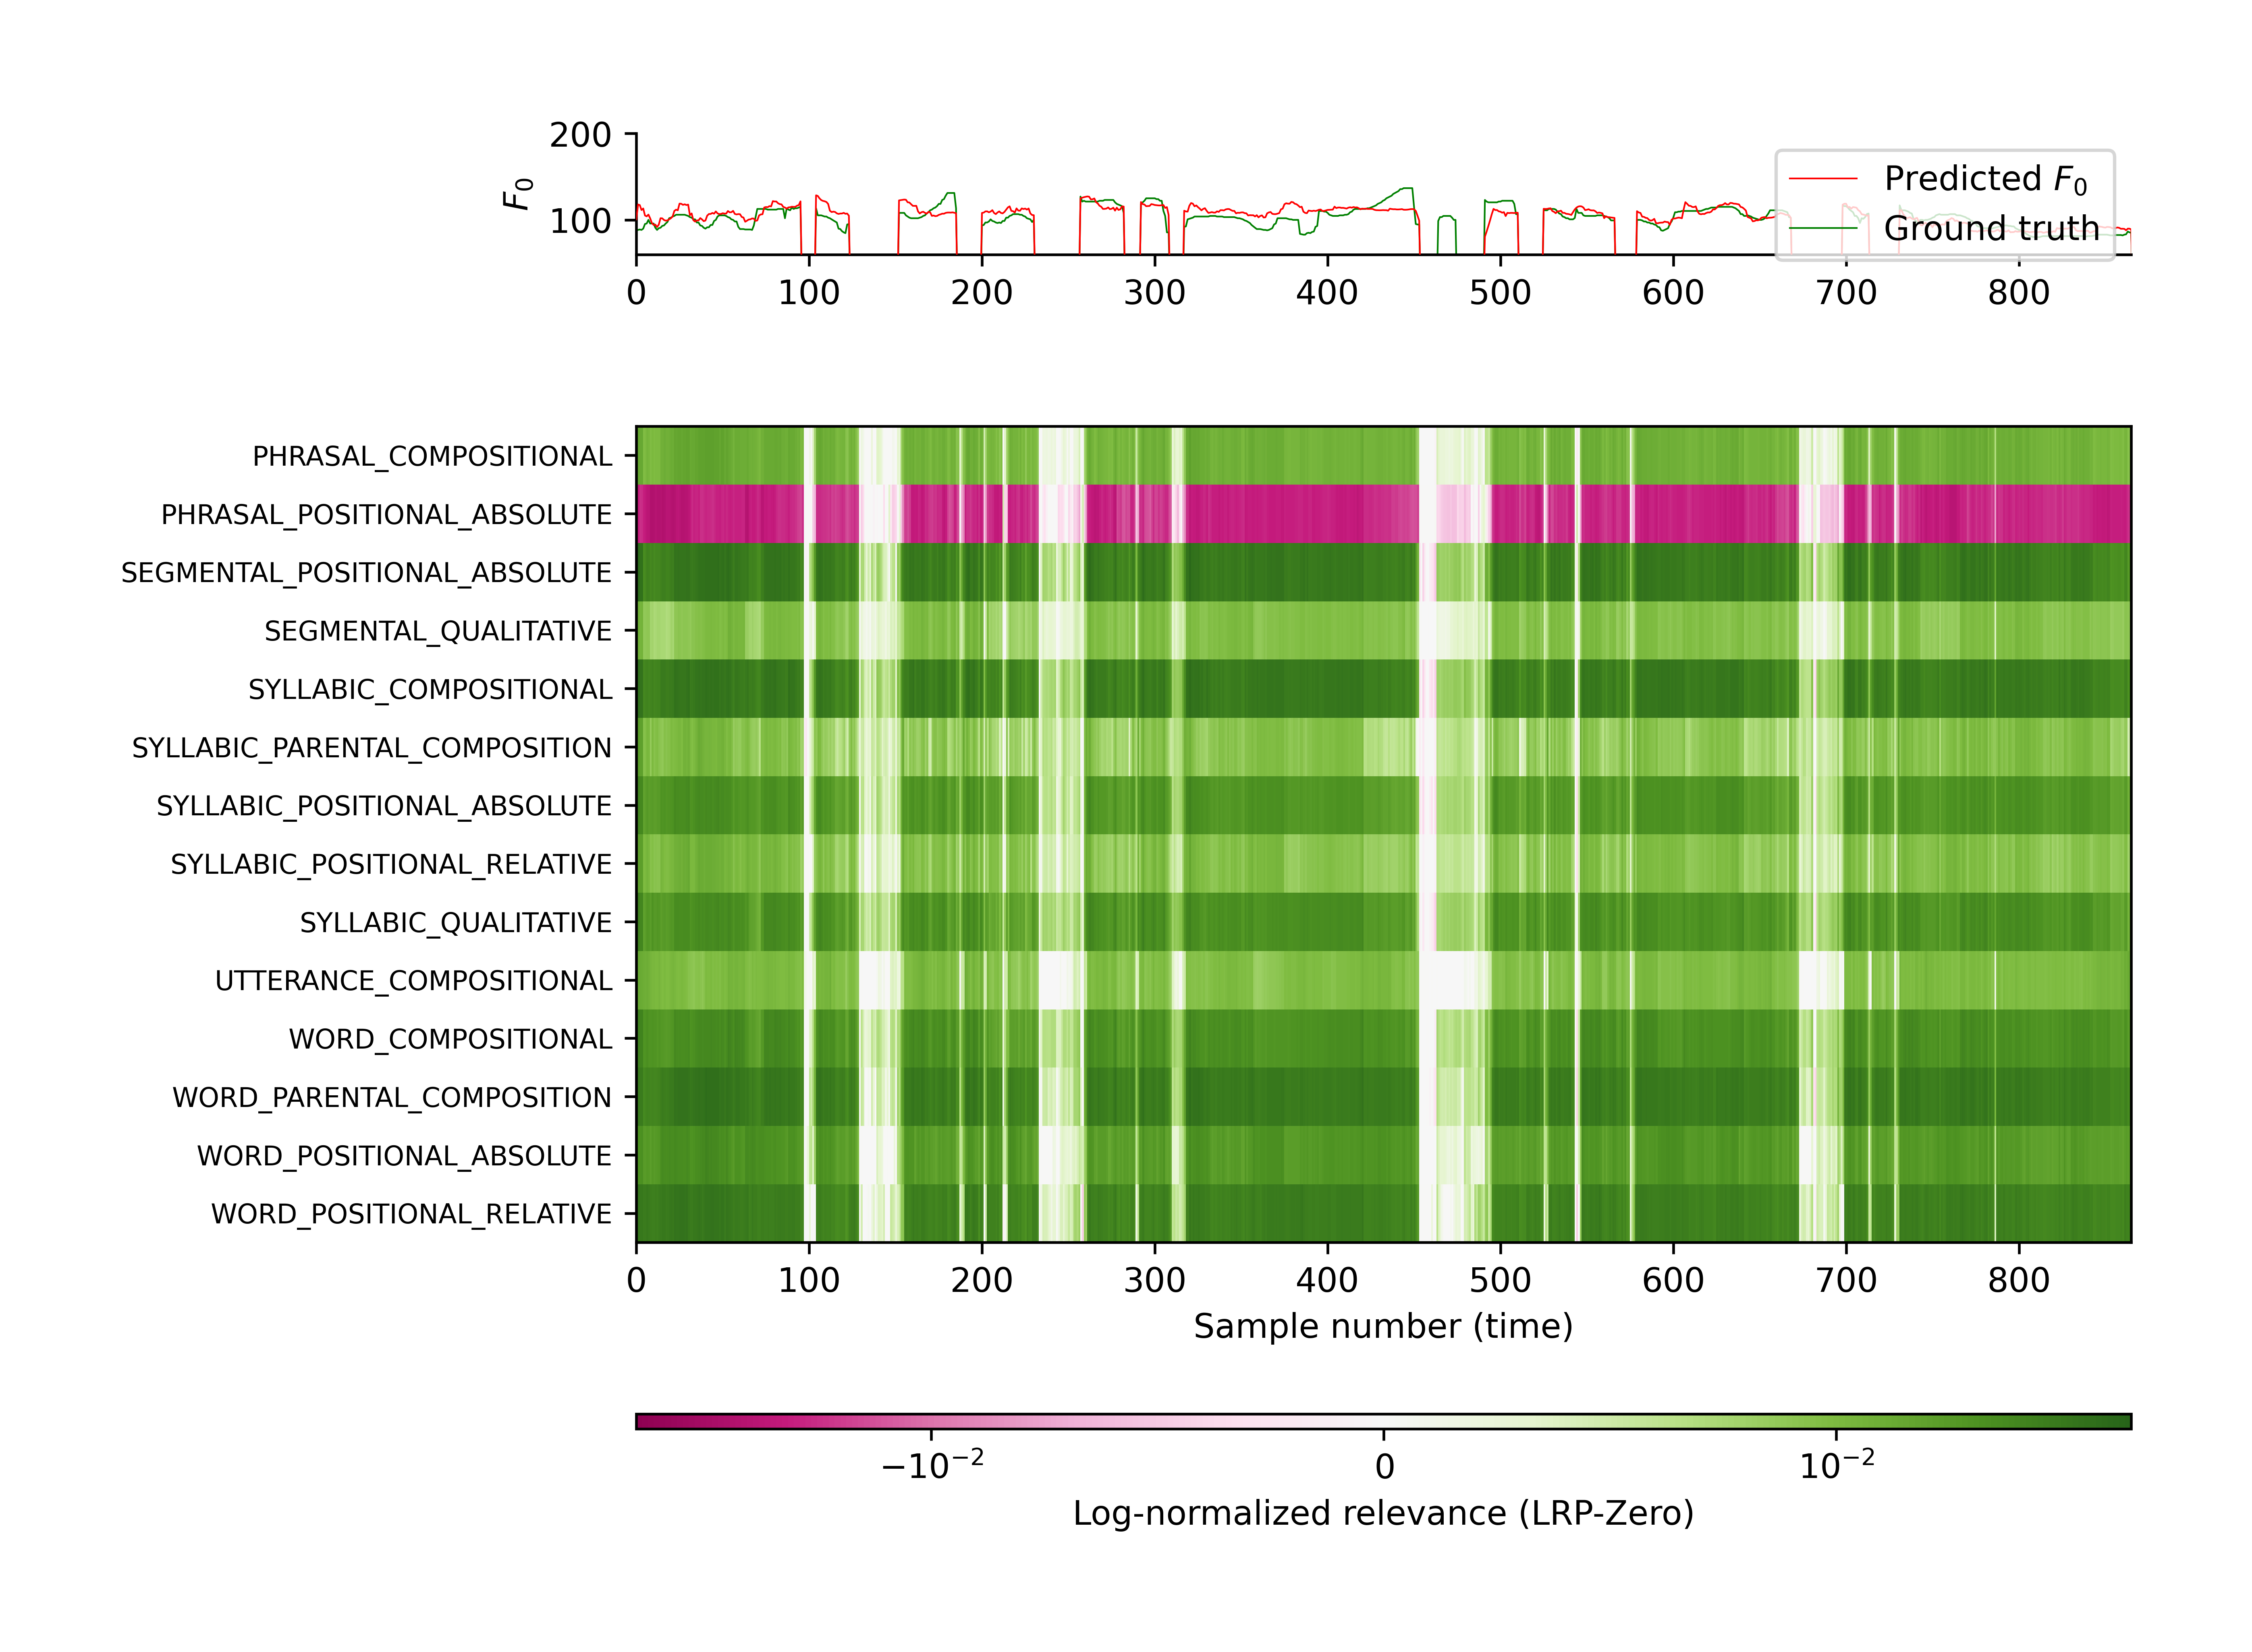 200
100
F₀
Predicted F₀
Ground truth
0 100 200 300 400 500 600 700 800
PHRASAL_COMPOSITIONAL
PHRASAL_POSITIONAL_ABSOLUTE
SEGMENTAL_POSITIONAL_ABSOLUTE
SEGMENTAL_QUALITATIVE
SYLLABIC_COMPOSITIONAL
SYLLABIC_PARENTAL_COMPOSITION
SYLLABIC_POSITIONAL_ABSOLUTE
SYLLABIC_POSITIONAL_RELATIVE
SYLLABIC_QUALITATIVE
UTTERANCE_COMPOSITIONAL
WORD_COMPOSITIONAL
WORD_PARENTAL_COMPOSITION
WORD_POSITIONAL_ABSOLUTE
WORD_POSITIONAL_RELATIVE
0 100 200 300 400 500 600 700 800
Sample number (time)
−10⁻² 0 10⁻²
Log-normalized relevance (LRP-Zero)